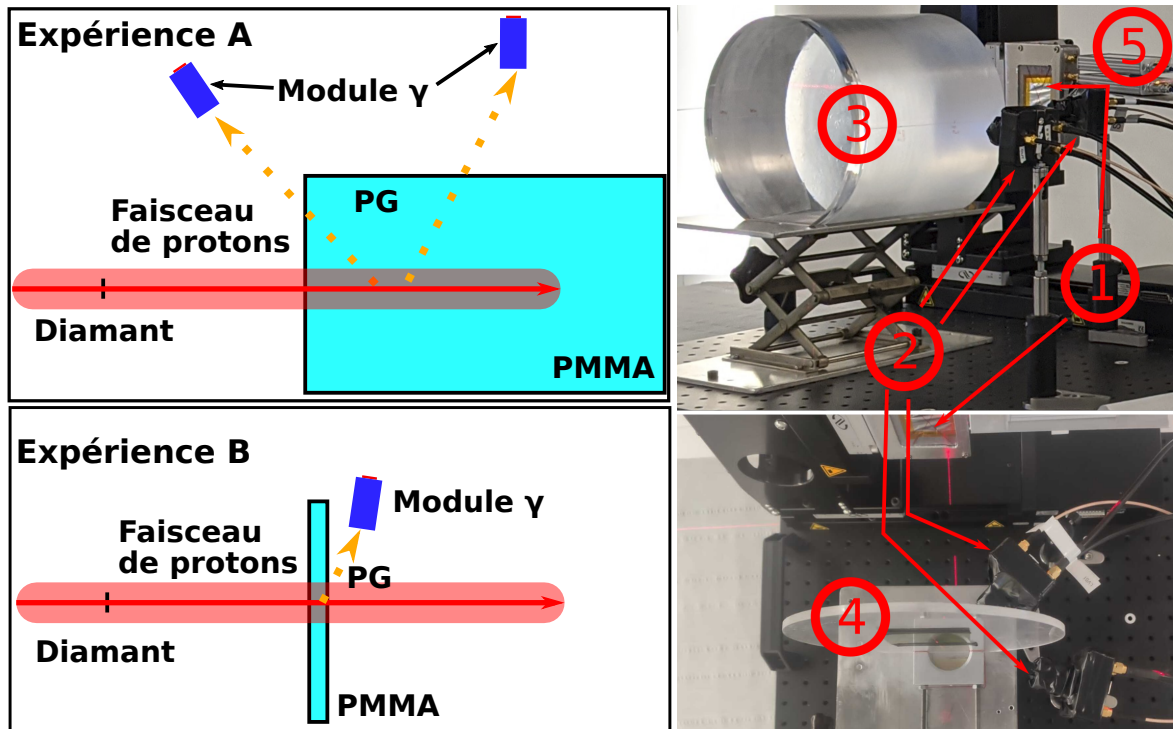 Expérience A
Module γ
PG
Faisceau
de protons
Diamant
PMMA
Expérience B
Module γ
Faisceau
de protons
PG
Diamant
PMMA
5
3
1
2
4